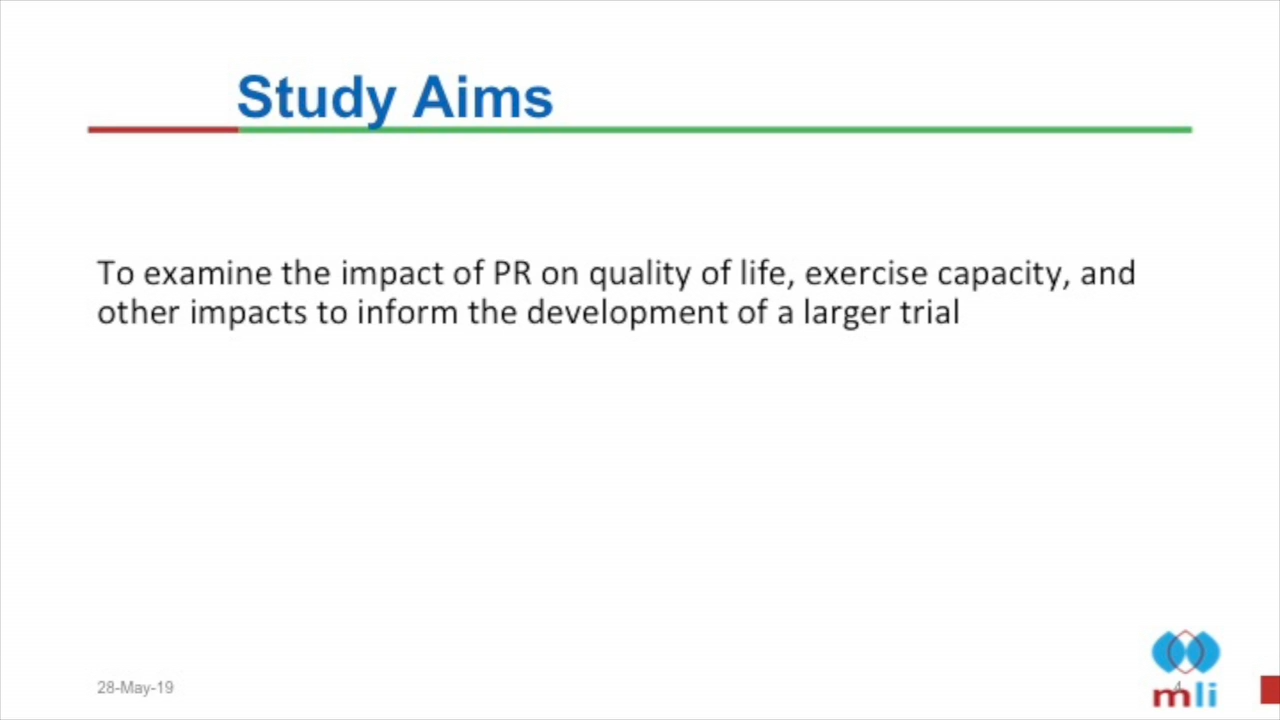 Study Aims
To examine the impact of PR on quality of life, exercise capacity, and
other impacts to inform the development of a larger trial
28-May-19
4
mli